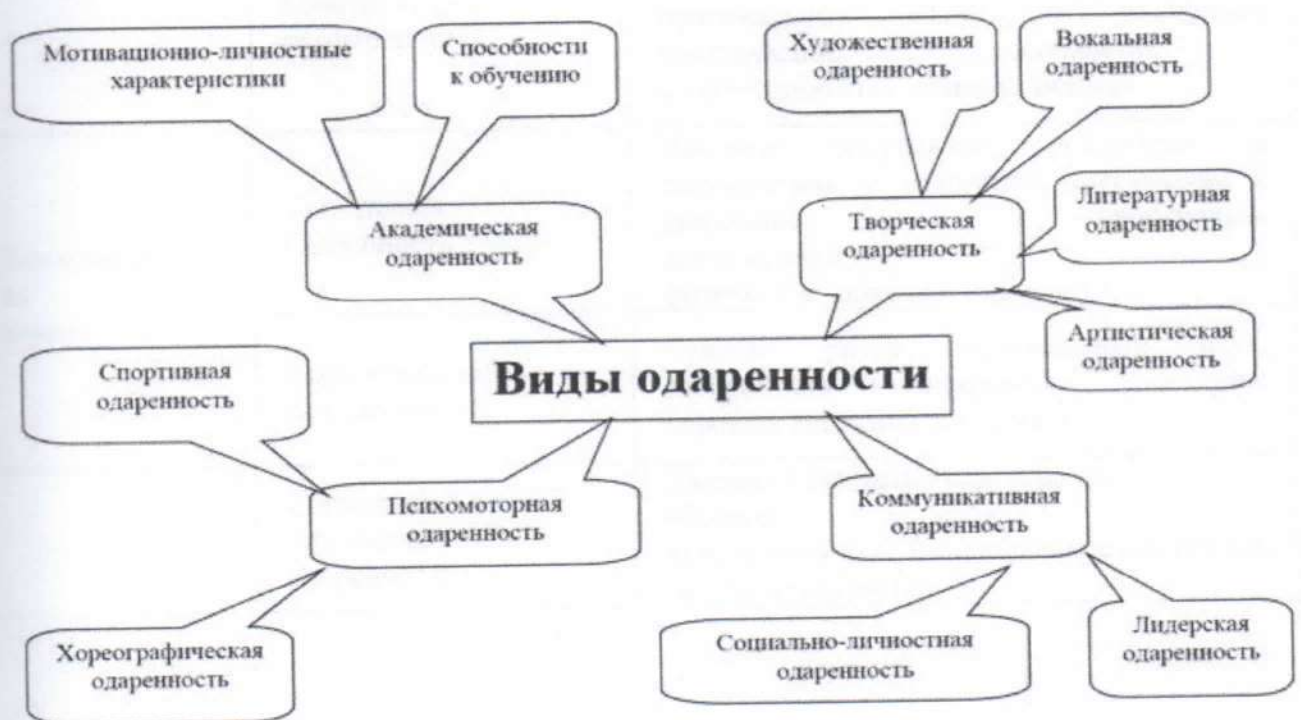 Мотивационно-личностные
характеристики
Способности
к обучению
Художественная
одаренность
Вокальная
одаренность
Академическая
одаренность
Творческая
одаренность
Литературная
одаренность
Артистическая
одаренность
Виды одаренности
Спортивная
одаренность
Психомоторная
одаренность
Коммуникативная
одаренность
Хореографическая
одаренность
Социально-личностная
одаренность
Лидерская
одаренность